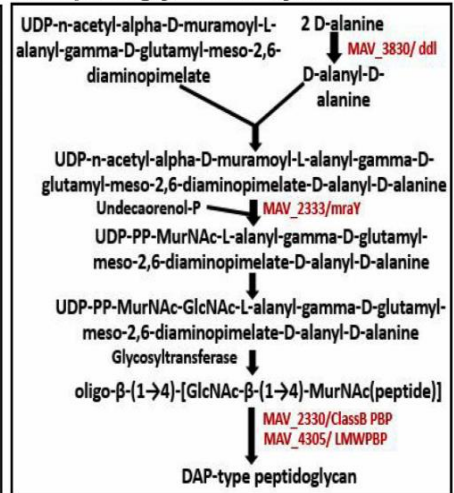 UDP-n-acetyl-alpha-D-muramoyl-L-
alanyl-gamma-D-glutamyl-meso-2,6-
diaminopimelate
2 D-alanine
MAV_3830/ ddl
D-alanyl-D-
alanine
UDP-n-acetyl-alpha-D-muramoyl-L-alanyl-gamma-D-
glutamyl-meso-2,6-diaminopimelate-D-alanyl-D-alanine
Undecaorenol-P
MAV_2333/mraY
UDP-PP-MurNAc-L-alanyl-gamma-D-glutamyl-
meso-2,6-diaminopimelate-D-alanyl-D-alanine
UDP-PP-MurNAc-GlcNAc-L-alanyl-gamma-D-glutamyl-
meso-2,6-diaminopimelate-D-alanyl-D-alanine
Glycosyltransferase
oligo-β-(1→4)-[GlcNAc-β-(1→4)-MurNAc(peptide)]
MAV_2330/ClassB PBP
MAV_4305/ LMWPBP
DAP-type peptidoglycan